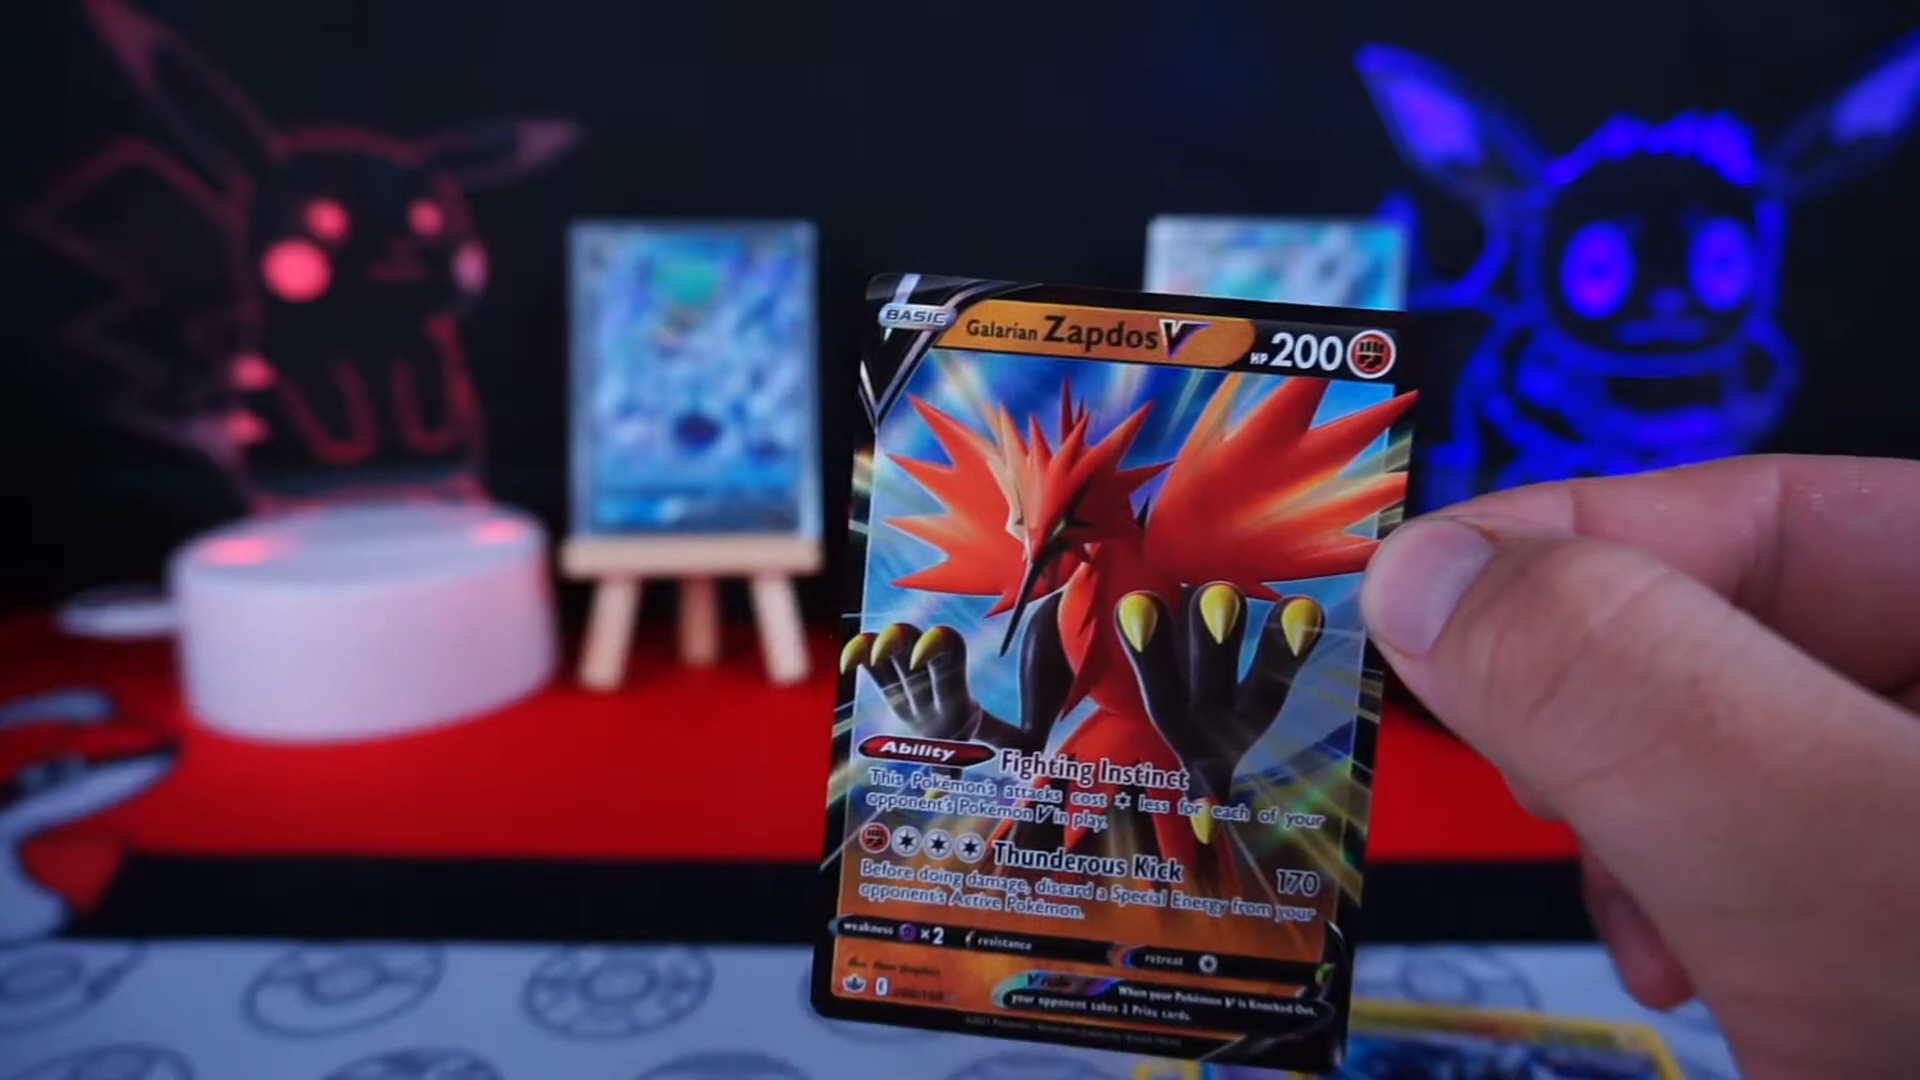 BASIC Galarian Zapdos V HP 200
Ability Fighting Instinct
This Pokémon's attacks cost less for each of your
opponent's Pokémon V in play.
Thunderous Kick 170
Before doing damage, discard a Special Energy from your
opponent's Active Pokémon.
weakness ×2 resistance retreat
V rule When your Pokémon V is Knocked Out,
your opponent takes 2 Prize cards.